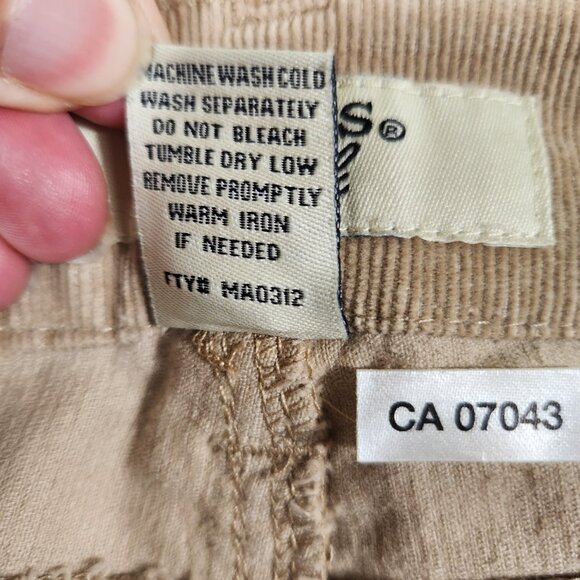 MACHINE WASH COLD
WASH SEPARATELY
DO NOT BLEACH
TUMBLE DRY LOW
REMOVE PROMPTLY
WARM IRON
IF NEEDED
FTY# MA0312
S®
CA 07043